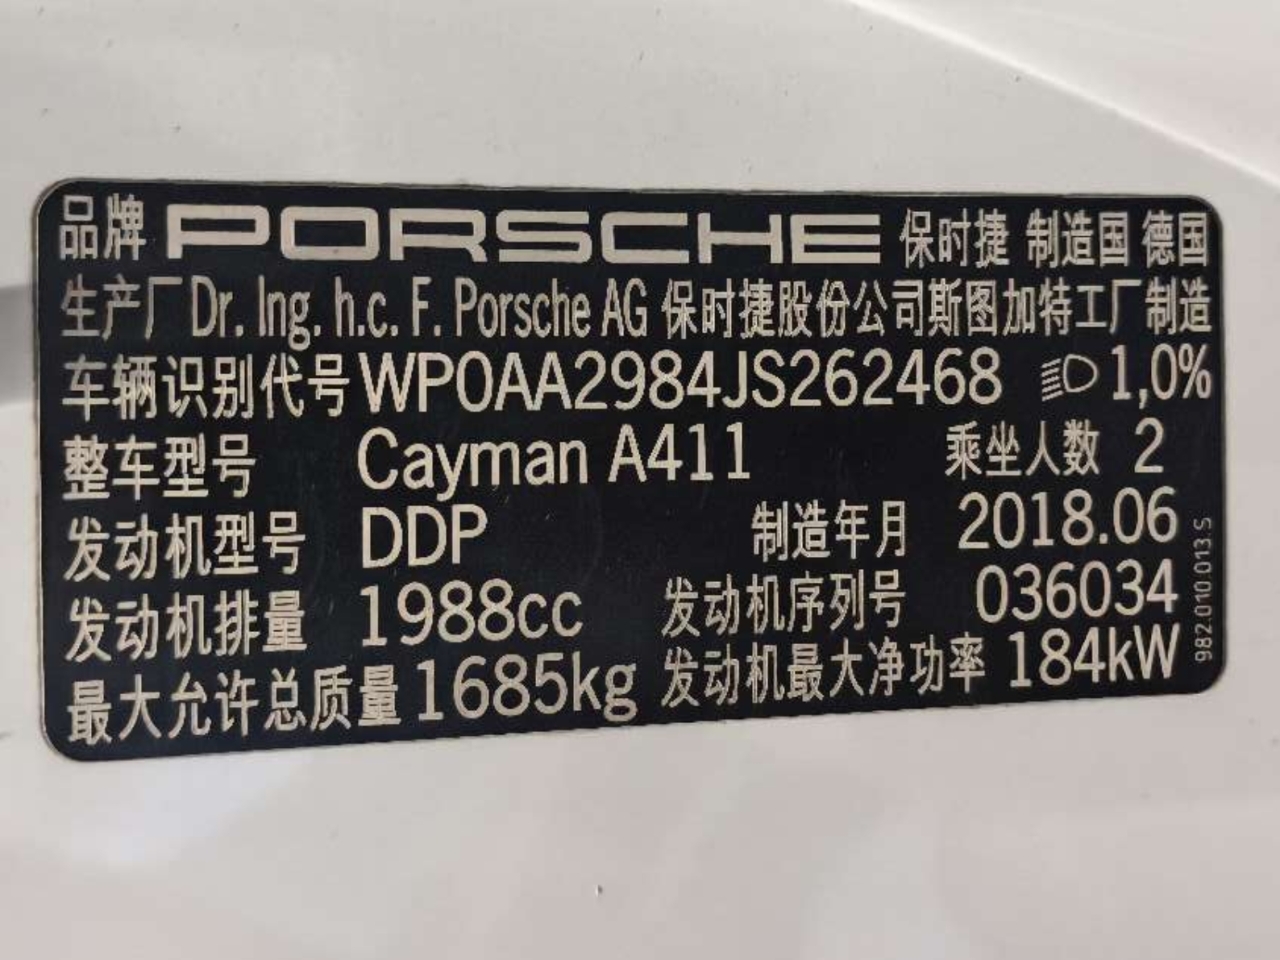 品牌 PORSCHE 保时捷 制造国 德国
生产厂 Dr. Ing. h.c. F. Porsche AG 保时捷股份公司斯图加特工厂制造
车辆识别代号 WP0AA2984JS262468 1,0%
整车型号 Cayman A411 乘坐人数 2
发动机型号 DDP 制造年月 2018.06
发动机排量 1988cc 发动机序列号 036034
最大允许总质量 1685kg 发动机最大净功率 184kW
982.010.013.S